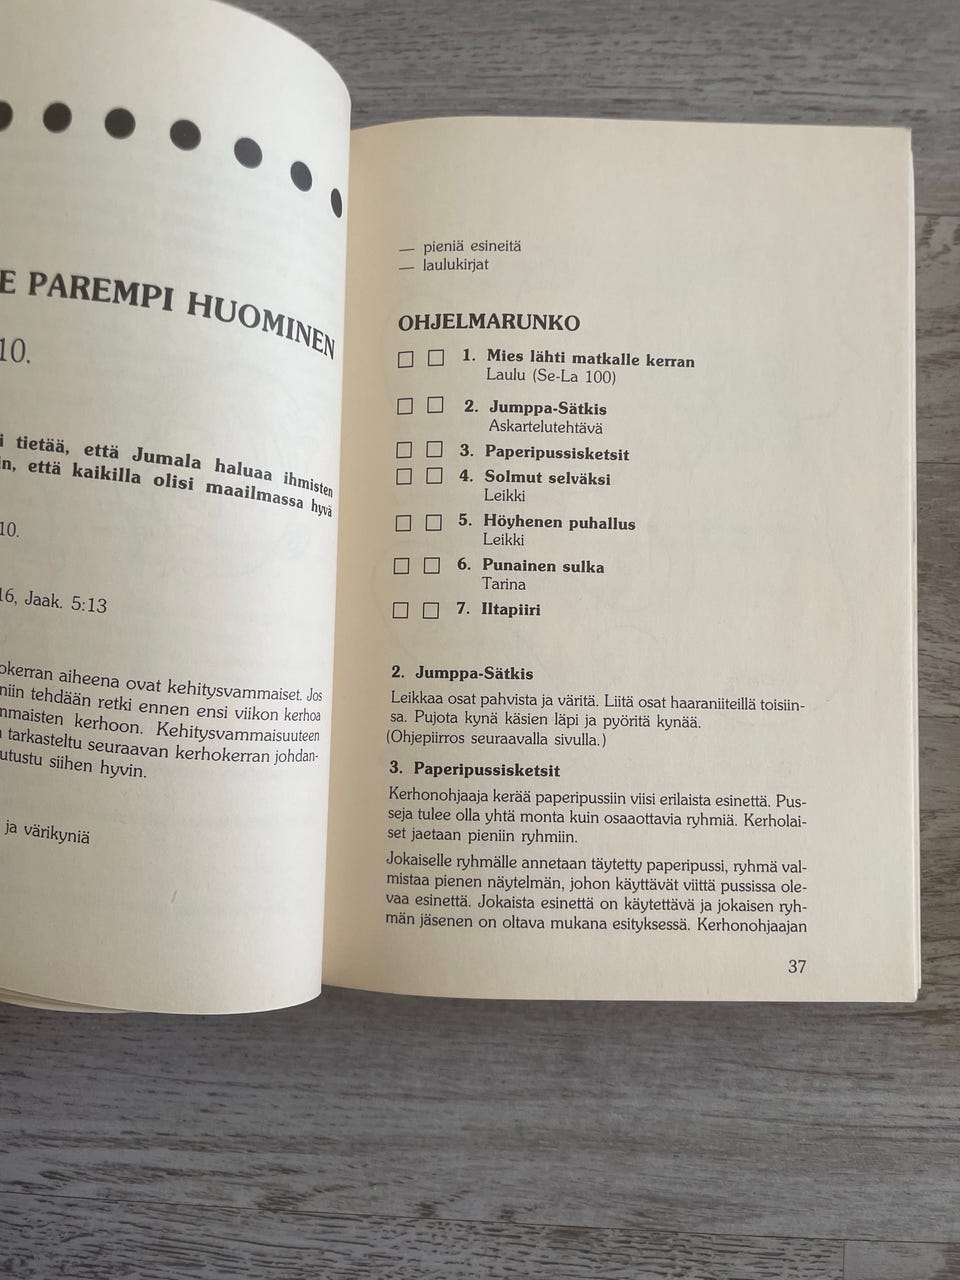 E PAREMPI HUOMINEN
10.
i tietää, että Jumala haluaa ihmisten
in, että kaikilla olisi maailmassa hyvä
10.
16, Jaak. 5:13
okerran aiheena ovat kehitysvammaiset. Jos
niin tehdään retki ennen ensi viikon kerhoa
mmaisten kerhoon. Kehitysvammaisuuteen
tarkasteltu seuraavan kerhokerran johdan-
utustu siihen hyvin.
ja värikyniä
— pieniä esineitä
— laulukirjat
OHJELMARUNKO
1. Mies lähti matkalle kerran
Laulu (Se-La 100)
2. Jumppa-Sätkis
Askartelutehtävä
3. Paperipussisketsit
4. Solmut selväksi
Leikki
5. Höyhenen puhallus
Leikki
6. Punainen sulka
Tarina
7. Iltapiiri
2. Jumppa-Sätkis
Leikkaa osat pahvista ja väritä. Liitä osat haaraniiteillä toisiin-
sa. Pujota kynä käsien läpi ja pyöritä kynää.
(Ohjepiirros seuraavalla sivulla.)
3. Paperipussisketsit
Kerhonohjaaja kerää paperipussiin viisi erilaista esinettä. Pus-
seja tulee olla yhtä monta kuin osaaottavia ryhmiä. Kerholai-
set jaetaan pieniin ryhmiin.
Jokaiselle ryhmälle annetaan täytetty paperipussi, ryhmä val-
mistaa pienen näytelmän, johon käyttävät viittä pussissa ole-
vaa esinettä. Jokaista esinettä on käytettävä ja jokaisen ryh-
män jäsenen on oltava mukana esityksessä. Kerhonohjaajan
37